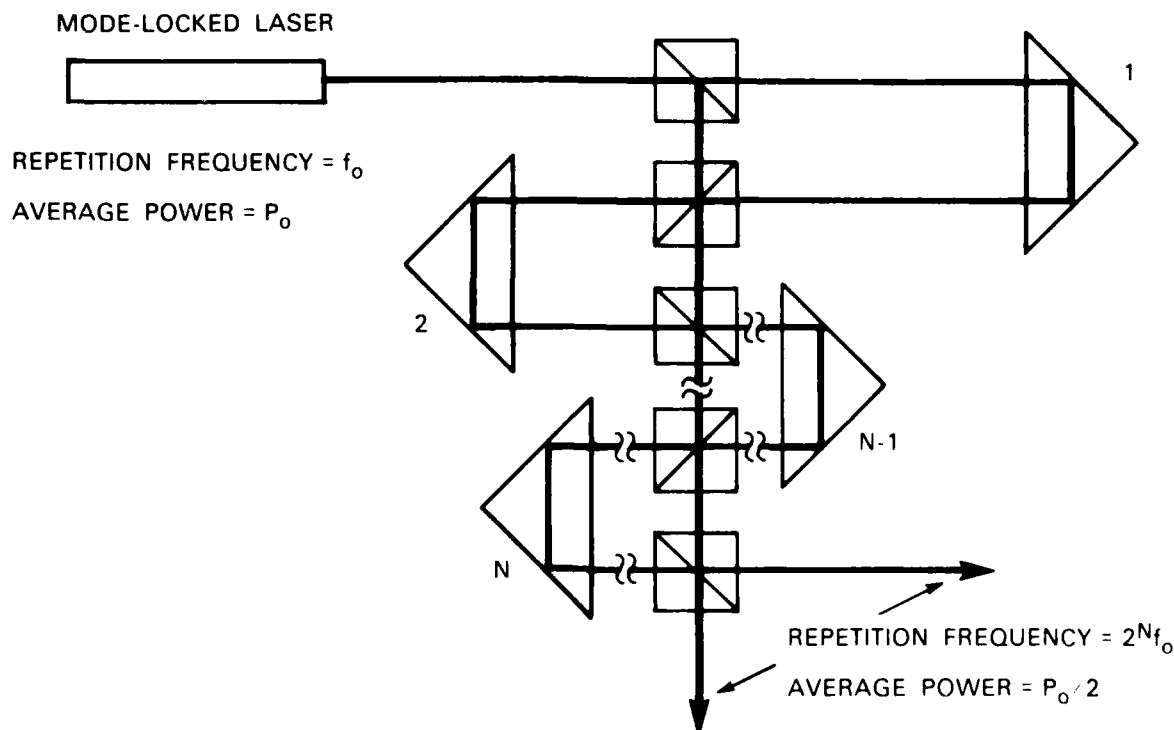 MODE-LOCKED LASER
1
REPETITION FREQUENCY = f₀
AVERAGE POWER = P₀
2
N-1
N
REPETITION FREQUENCY = 2ᴺf₀
AVERAGE POWER = P₀/2